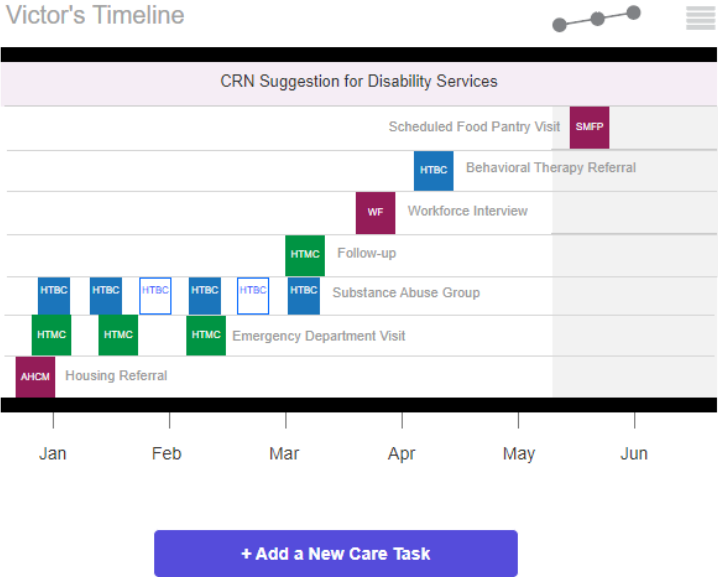 Victor's Timeline
CRN Suggestion for Disability Services
Scheduled Food Pantry Visit SMFP
HTBC Behavioral Therapy Referral
WF Workforce Interview
HTMC Follow-up
HTBC HTBC HTBC HTBC HTBC HTBC Substance Abuse Group
HTMC HTMC HTMC Emergency Department Visit
AHCM Housing Referral
Jan Feb Mar Apr May Jun
+ Add a New Care Task